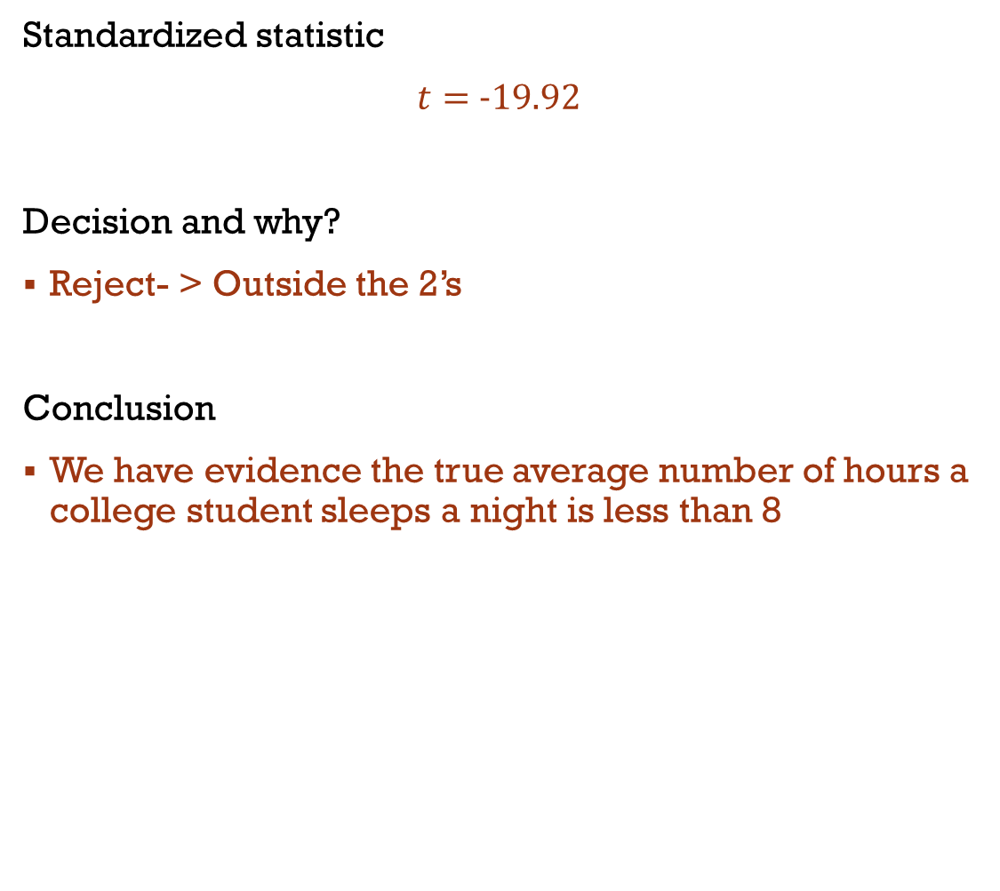 Standardized statistic
t = -19.92
Decision and why?
▪ Reject- > Outside the 2’s
Conclusion
▪ We have evidence the true average number of hours a
college student sleeps a night is less than 8